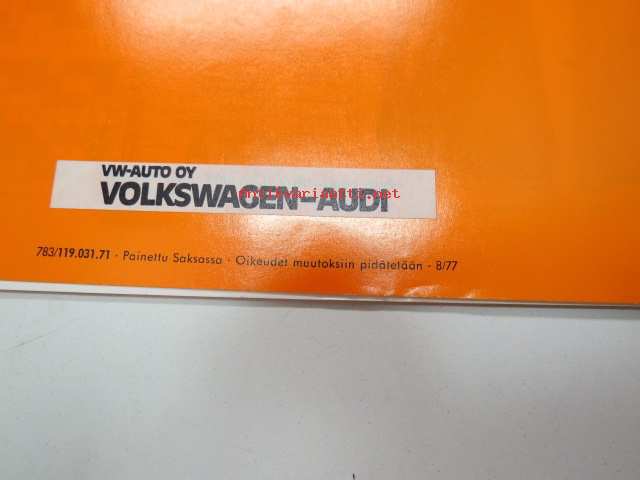 VW-AUTO OY
VOLKSWAGEN-AUDI
783/119.031.71 · Painettu Saksassa · Oikeudet muutoksiin pidätetään · 8/77